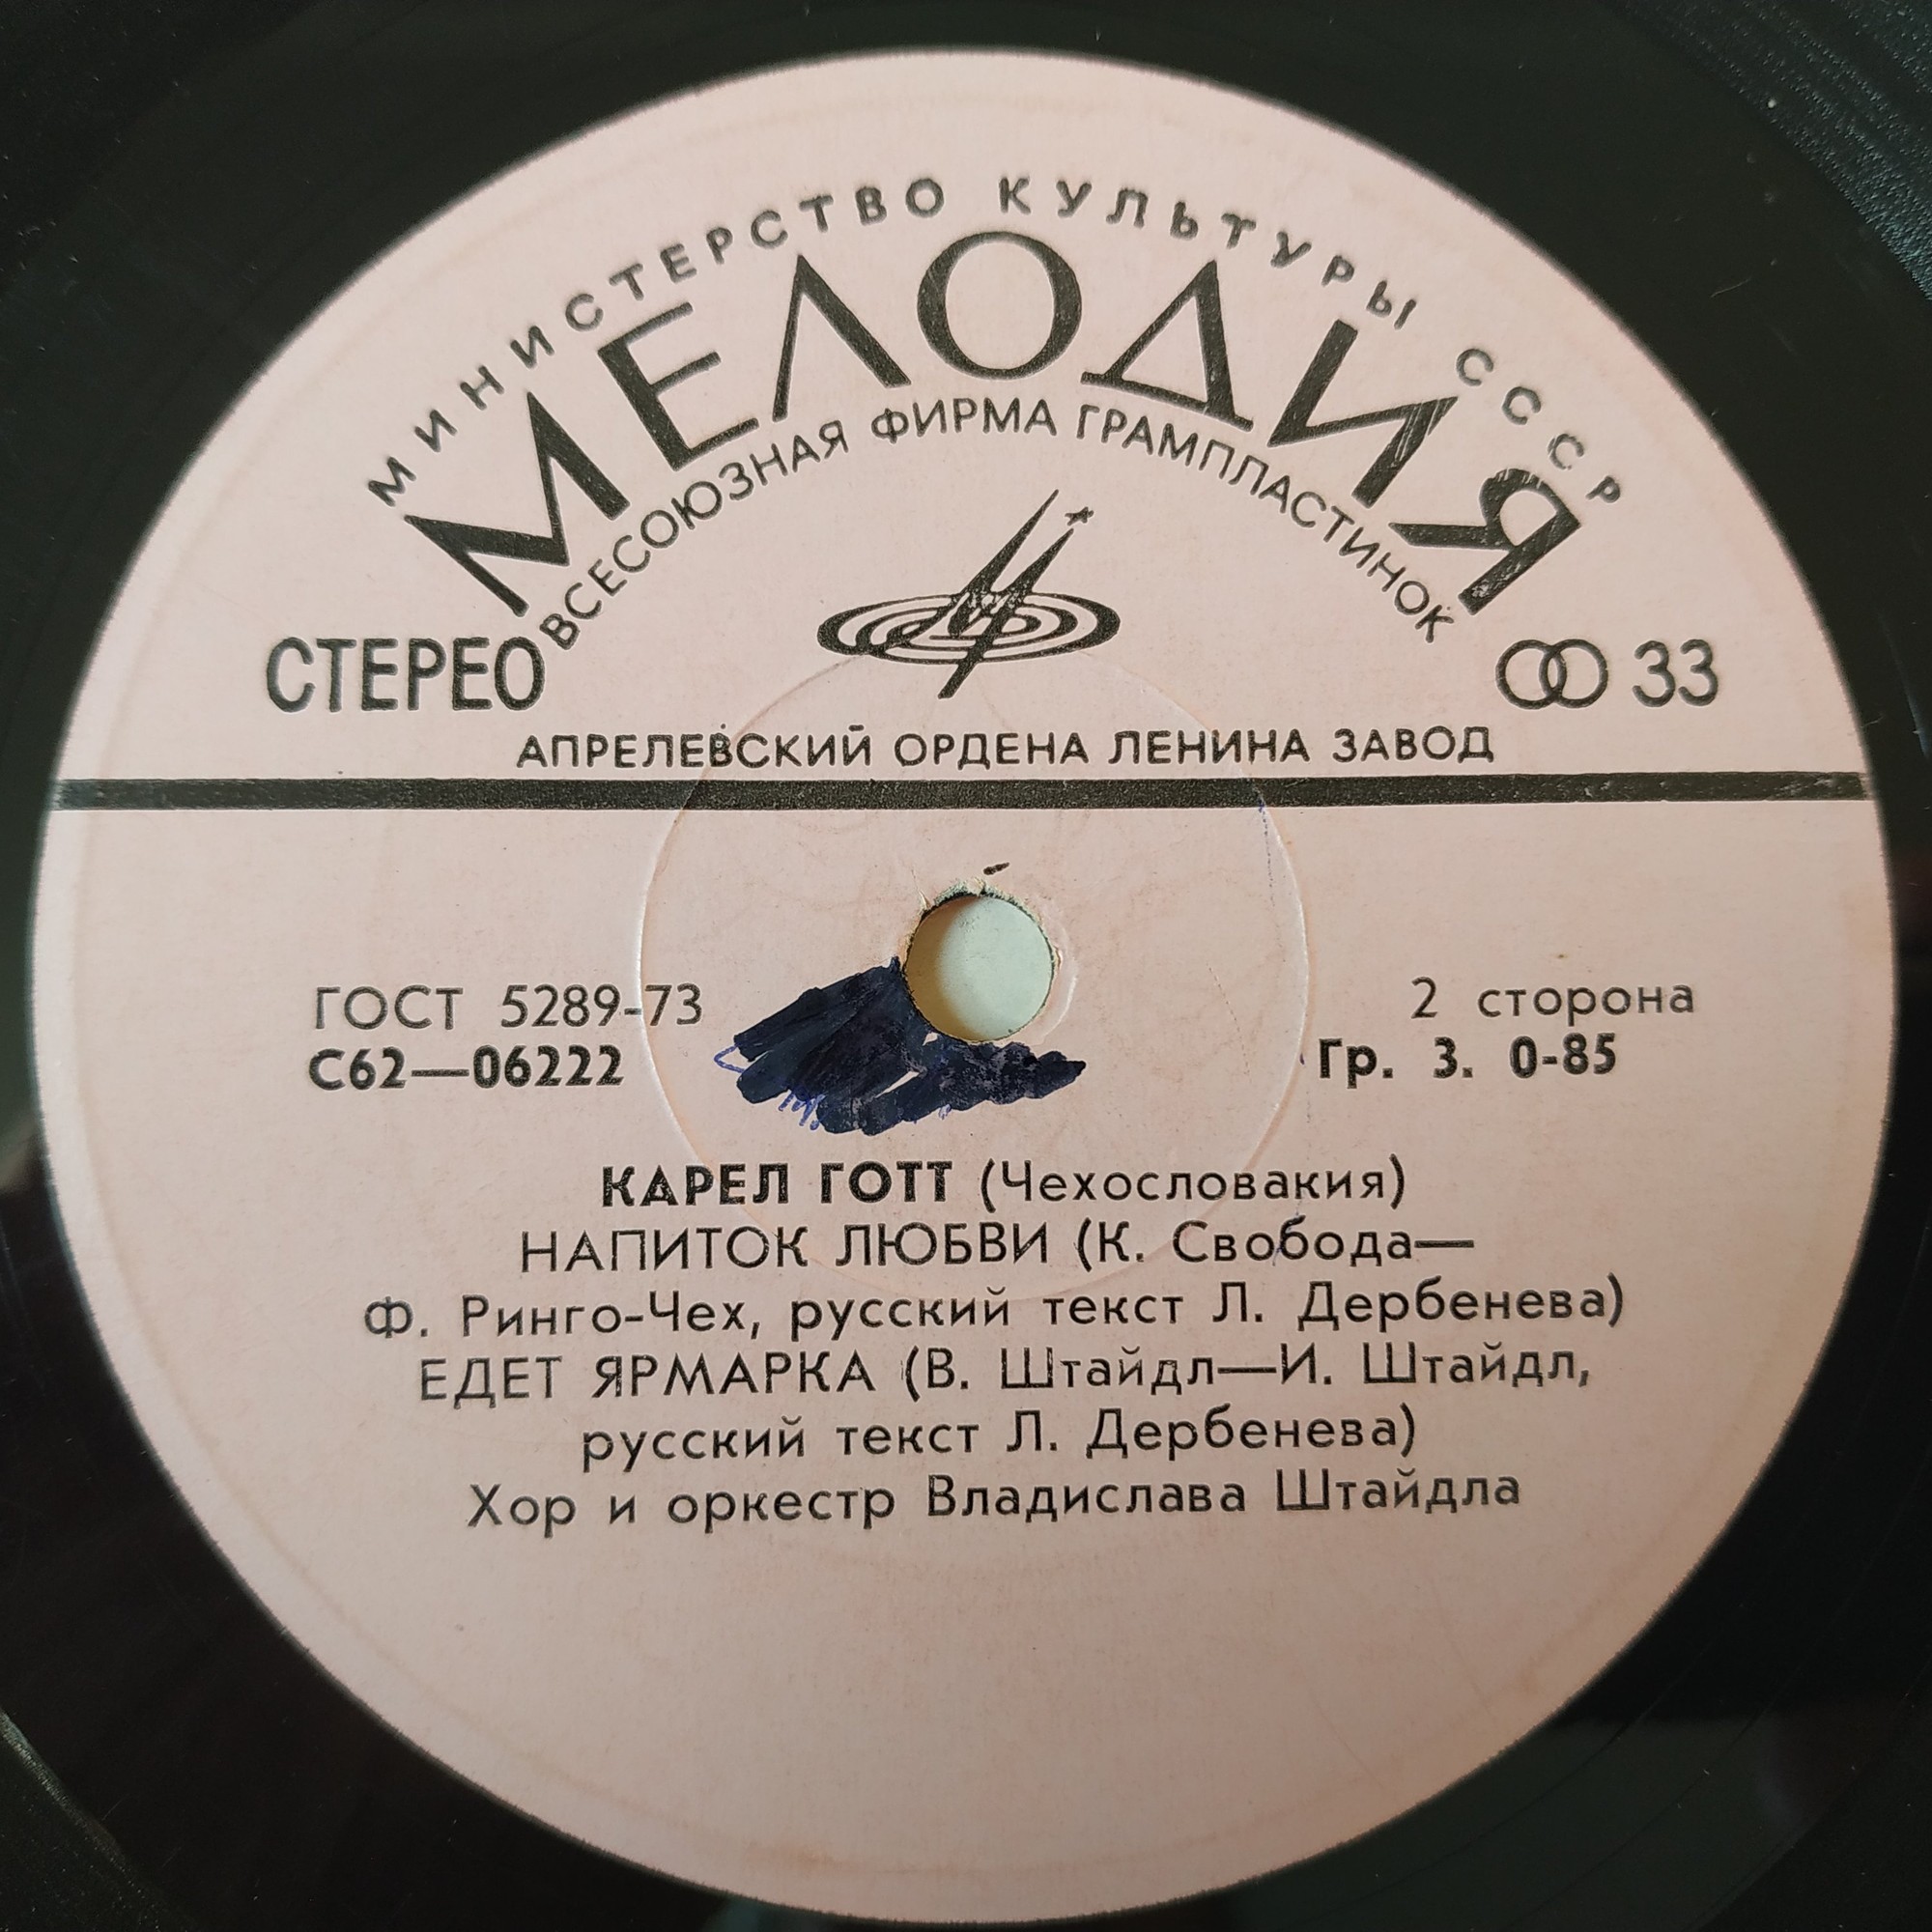 МИНИСТЕРСТВО КУЛЬТУРЫ СССР
МЕЛОДИЯ
ВСЕСОЮЗНАЯ ФИРМА ГРАМПЛАСТИНОК
СТЕРЕО 33
АПРЕЛЕВСКИЙ ОРДЕНА ЛЕНИНА ЗАВОД
ГОСТ 5289-73 2 сторона
С62—06222 Гр. 3. 0-85
КАРЕЛ ГОТТ (Чехословакия)
НАПИТОК ЛЮБВИ (К. Свобода—
Ф. Ринго-Чех, русский текст Л. Дербенева)
ЕДЕТ ЯРМАРКА (В. Штайдл—И. Штайдл,
русский текст Л. Дербенева)
Хор и оркестр Владислава Штайдла